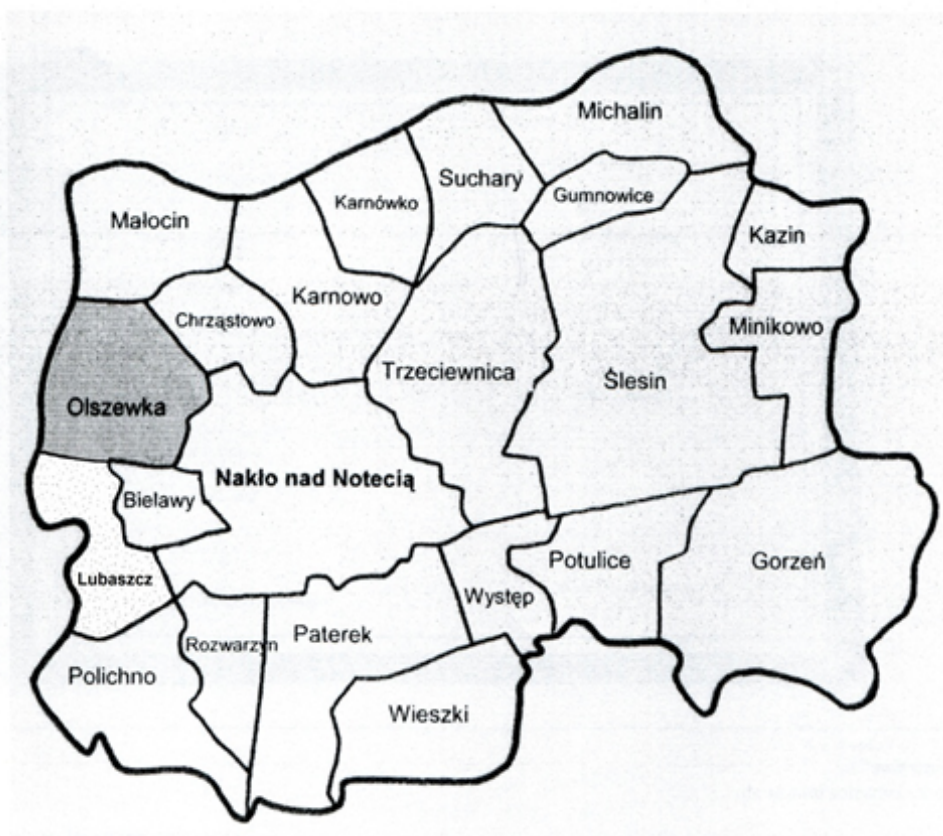 Michalin
Suchary
Gumnowice
Karnówko
Małocin
Kazin
Karnowo
Chrząstowo
Minikowo
Trzeciewnica
Ślesin
Olszewka
Nakło nad Notecią
Bielawy
Potulice
Gorzeń
Lubaszcz
Występ
Paterek
Rozwarzyn
Polichno
Wieszki